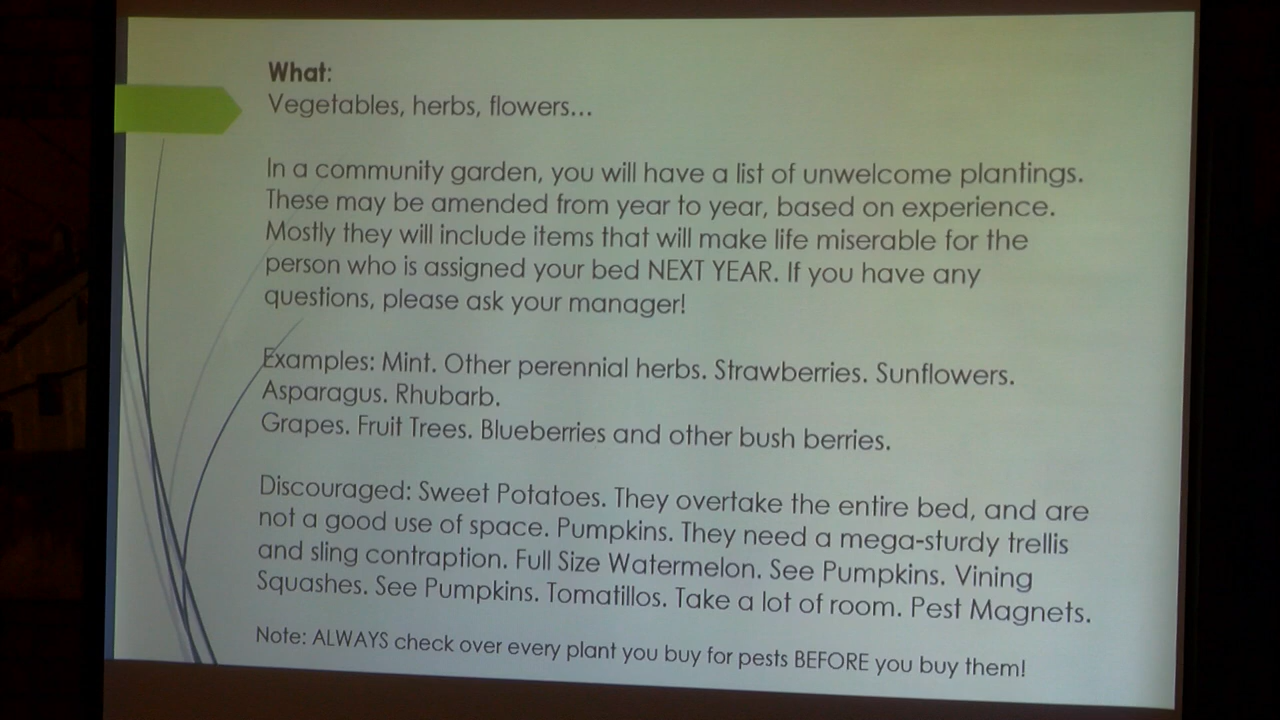 What:
Vegetables, herbs, flowers...
In a community garden, you will have a list of unwelcome plantings.
These may be amended from year to year, based on experience.
Mostly they will include items that will make life miserable for the
person who is assigned your bed NEXT YEAR. If you have any
questions, please ask your manager!
Examples: Mint. Other perennial herbs. Strawberries. Sunflowers.
Asparagus. Rhubarb.
Grapes. Fruit Trees. Blueberries and other bush berries.
Discouraged: Sweet Potatoes. They overtake the entire bed, and are
not a good use of space. Pumpkins. They need a mega-sturdy trellis
and sling contraption. Full Size Watermelon. See Pumpkins. Vining
Squashes. See Pumpkins. Tomatillos. Take a lot of room. Pest Magnets.
Note: ALWAYS check over every plant you buy for pests BEFORE you buy them!